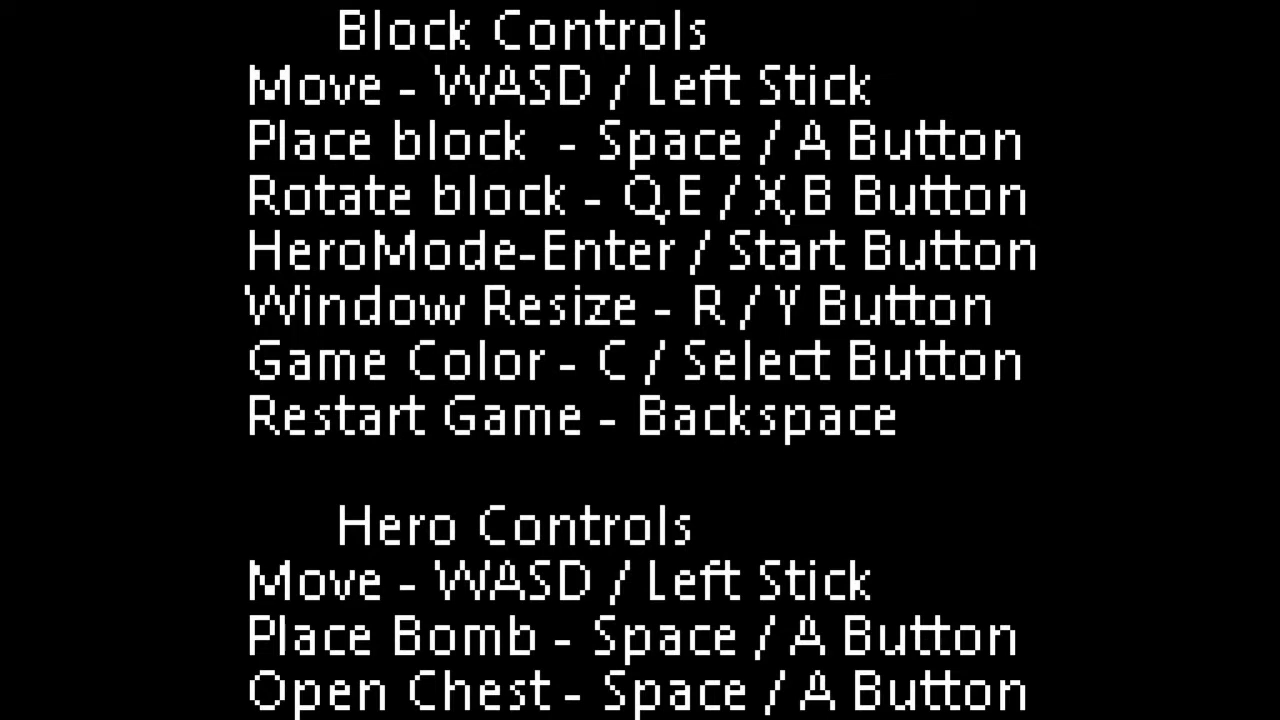 Block Controls
Move - WASD / Left Stick
Place block  - Space / A Button
Rotate block - Q,E / X,B Button
HeroMode-Enter / Start Button
Window Resize - R / Y Button
Game Color - C / Select Button
Restart Game - Backspace
Hero Controls
Move - WASD / Left Stick
Place Bomb - Space / A Button
Open Chest - Space / A Button